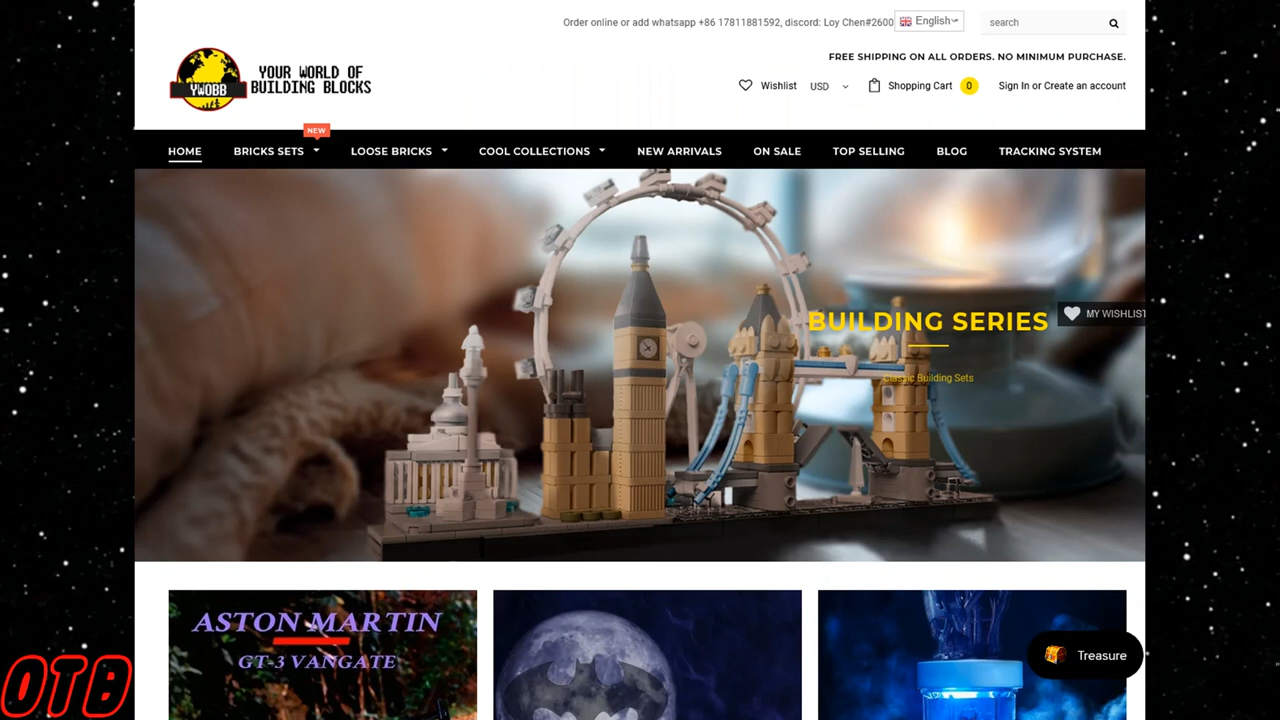 Order online or add whatsapp +86 17811881592, discord: Loy Chen#2600
English
search
FREE SHIPPING ON ALL ORDERS. NO MINIMUM PURCHASE.
YWOBB
YOUR WORLD OF
BUILDING BLOCKS
Wishlist
USD
Shopping Cart
0
Sign In or Create an account
NEW
HOME
BRICKS SETS
LOOSE BRICKS
COOL COLLECTIONS
NEW ARRIVALS
ON SALE
TOP SELLING
BLOG
TRACKING SYSTEM
BUILDING SERIES
MY WISHLIST
Classic Building Sets
ASTON MARTIN
GT-3 VANGATE
Treasure
OTB